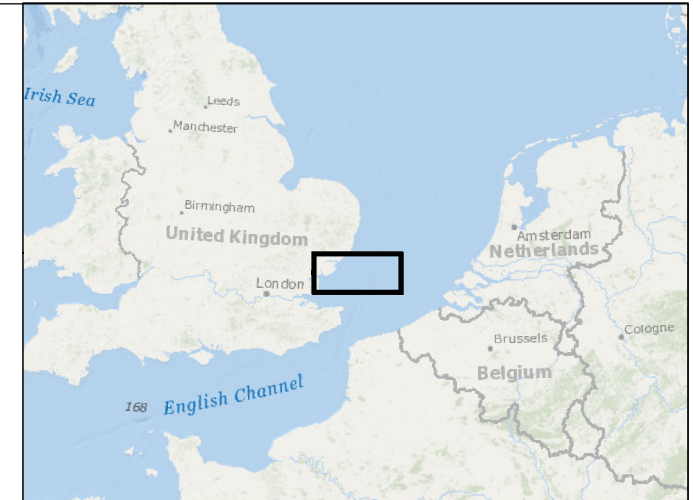 Irish Sea
Leeds
Manchester
Birmingham
United Kingdom
Amsterdam
Netherlands
London
Brussels
Cologne
Belgium
168
English Channel